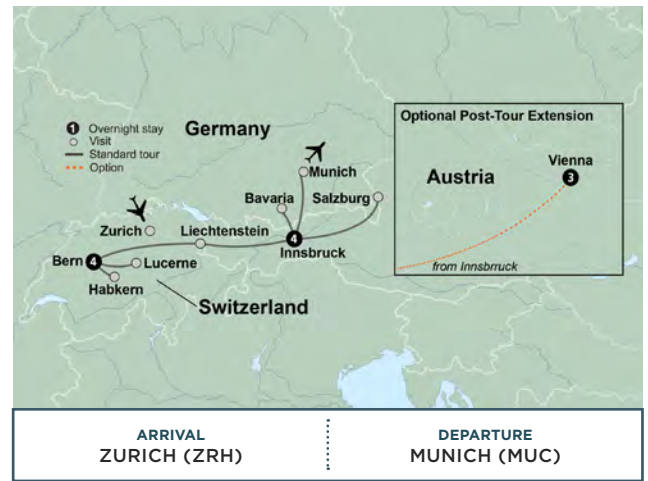 1 Overnight stay
Visit
Standard tour
Option
Germany
Optional Post-Tour Extension
Vienna
3
Austria
from Innsbrruck
Munich
Bavaria
Salzburg
Zurich
Liechtenstein
4
Innsbruck
Bern
4
Lucerne
Habkern
Switzerland
ARRIVAL
ZURICH (ZRH)
DEPARTURE
MUNICH (MUC)